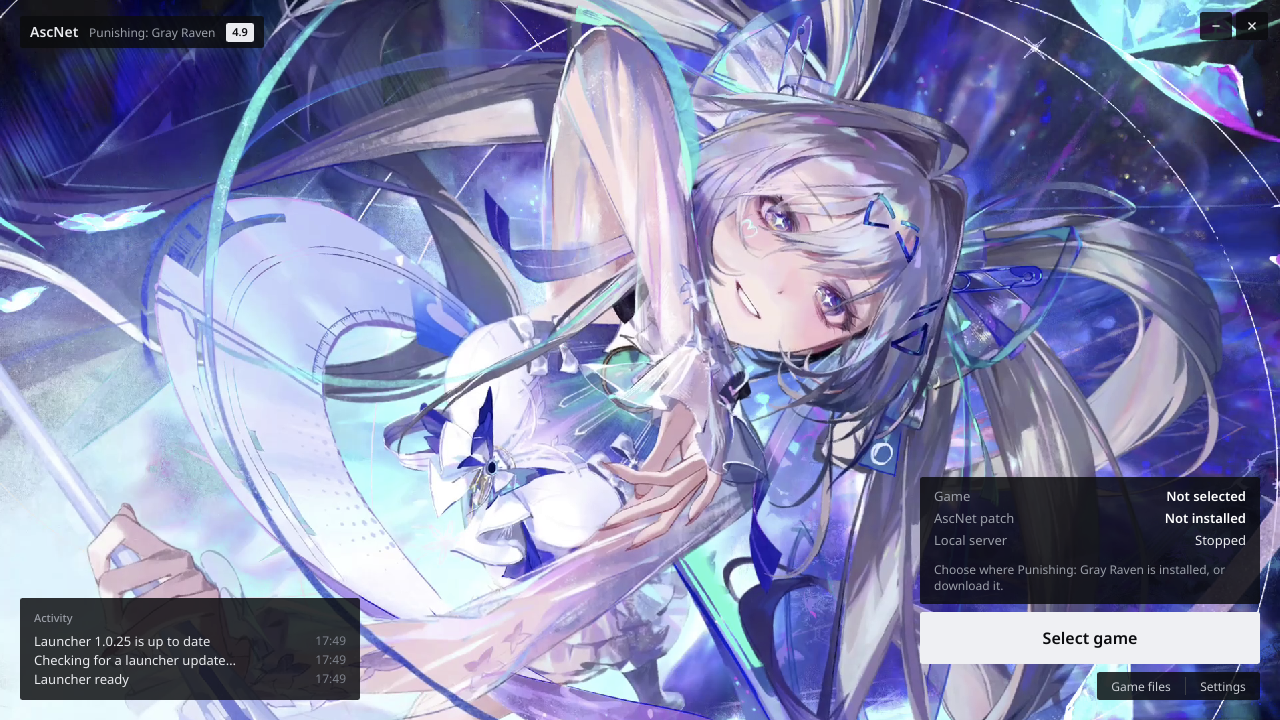 AscNet Punishing: Gray Raven 4.9
Game Not selected
AscNet patch Not installed
Local server Stopped
Choose where Punishing: Gray Raven is installed, or
download it.
Select game
Game files Settings
Activity
Launcher 1.0.25 is up to date 17:49
Checking for a launcher update... 17:49
Launcher ready 17:49